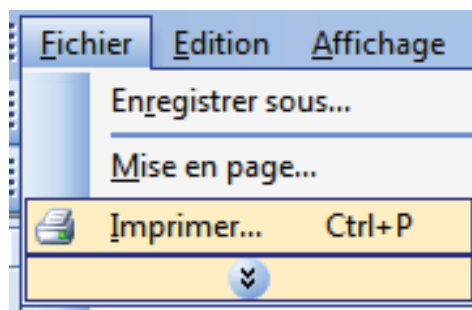 Fichier Edition Affichage
Enregistrer sous...
Mise en page...
Imprimer... Ctrl+P